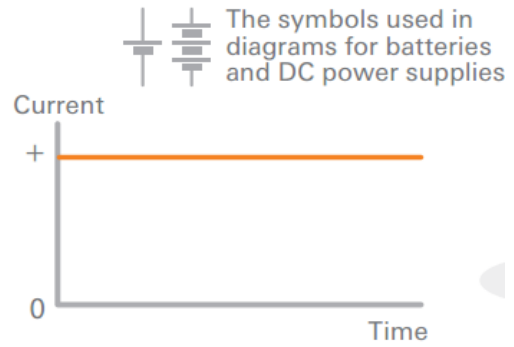 The symbols used in
diagrams for batteries
and DC power supplies
Current
+
0
Time